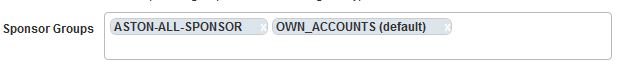 Sponsor Groups ASTON-ALL-SPONSOR x OWN_ACCOUNTS (default) x